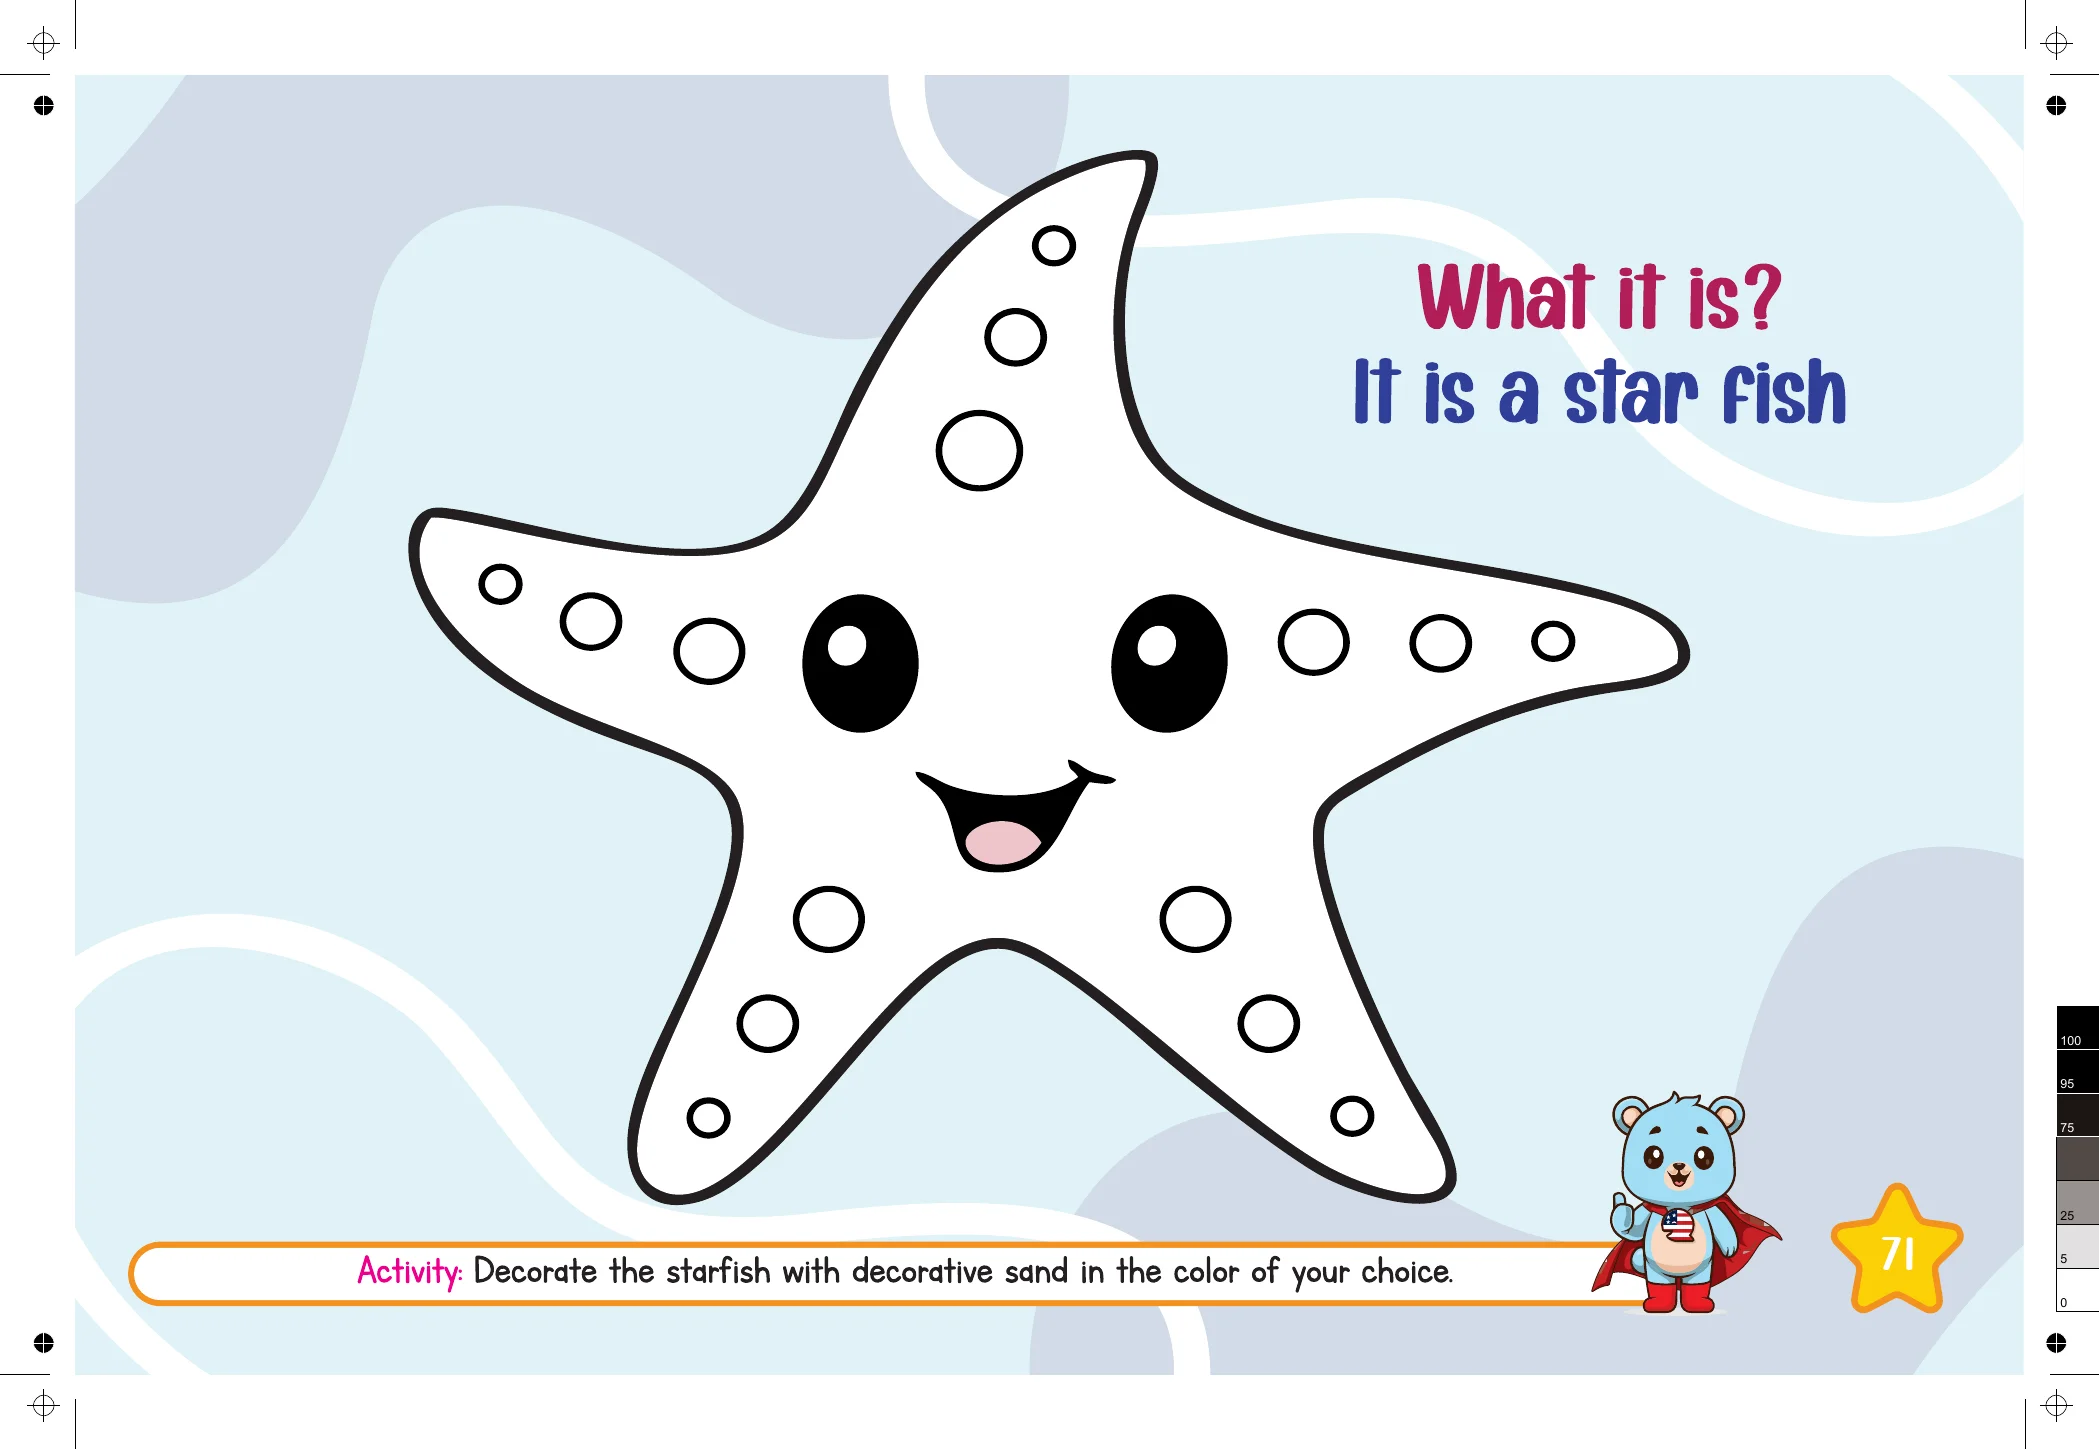 What it is?
It is a star fish
100
95
75
25
5
0
Activity: Decorate the starfish with decorative sand in the color of your choice.
71